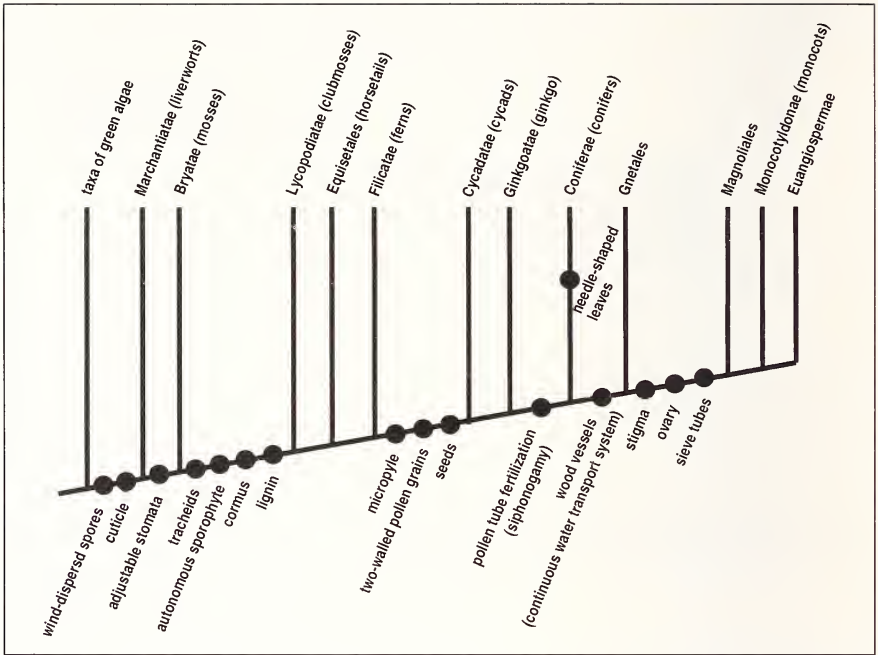 taxa of green algae
Marchantiatae (liverworts)
Bryatae (mosses)
Lycopodiatae (clubmosses)
Equisetales (horsetails)
Filicatae (ferns)
Cycadatae (cycads)
Ginkgoatae (ginkgo)
Coniferae (conifers)
Gnetales
Magnoliales
Monocotyldonae (monocots)
Euangiospermae
needle-shaped
leaves
wind-dispersd spores
cuticle
adjustable stomata
tracheids
autonomous sporophyte
cormus
lignin
micropyle
two-walled pollen grains
seeds
pollen tube fertilization
(siphonogamy)
wood vessels
(continuous water transport system)
stigma
ovary
sieve tubes